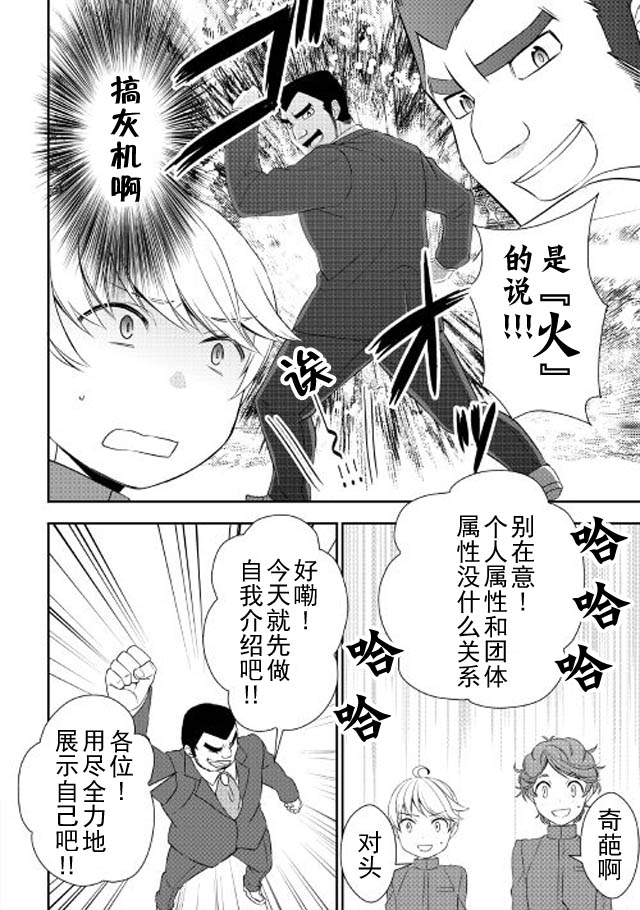 是『火』
的说!!!
搞灰机啊
ブオ
ッ
诶
别在意！
个人属性和团体
属性没什么关系
哈哈哈
哈哈
奇葩啊
对头
好嘞！
今天就先做
自我介绍吧!!
各位！
用尽全力地
展示自己吧!!